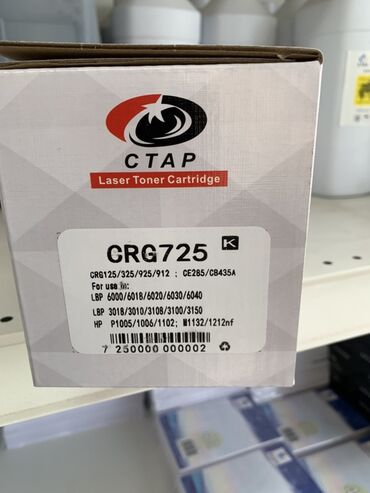 CTAP
Laser Toner Cartridge
CRG725 K
CRG125/325/925/912 ; CE285/CB435A
For use in:
LBP 6000/6018/6020/6030/6040
LBP 3018/3010/3108/3100/3150
HP P1005/1006/1102; M1132/1212nf
7 250000 000002